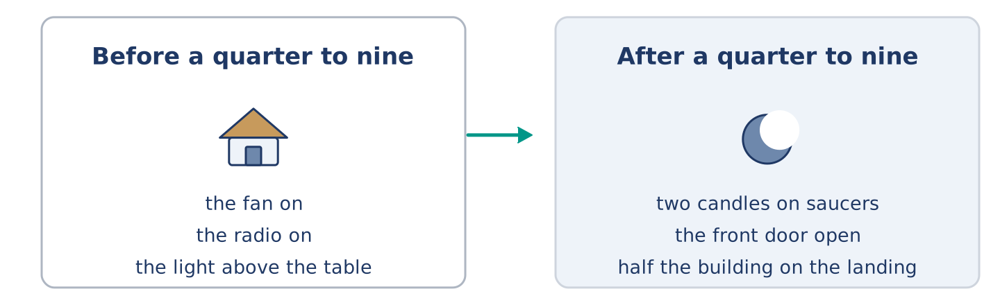 Before a quarter to nine
the fan on
the radio on
the light above the table
After a quarter to nine
two candles on saucers
the front door open
half the building on the landing